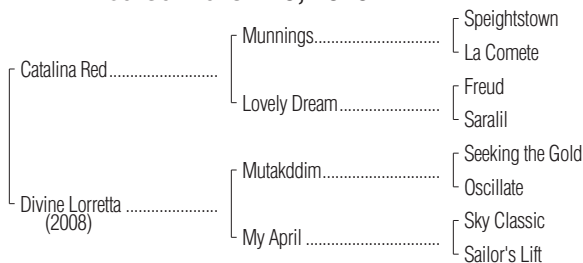 Speightstown
Munnings
La Comete
Catalina Red
Freud
Lovely Dream
Saralil
Seeking the Gold
Mutakddim
Oscillate
Divine Lorretta
(2008)
Sky Classic
My April
Sailor's Lift